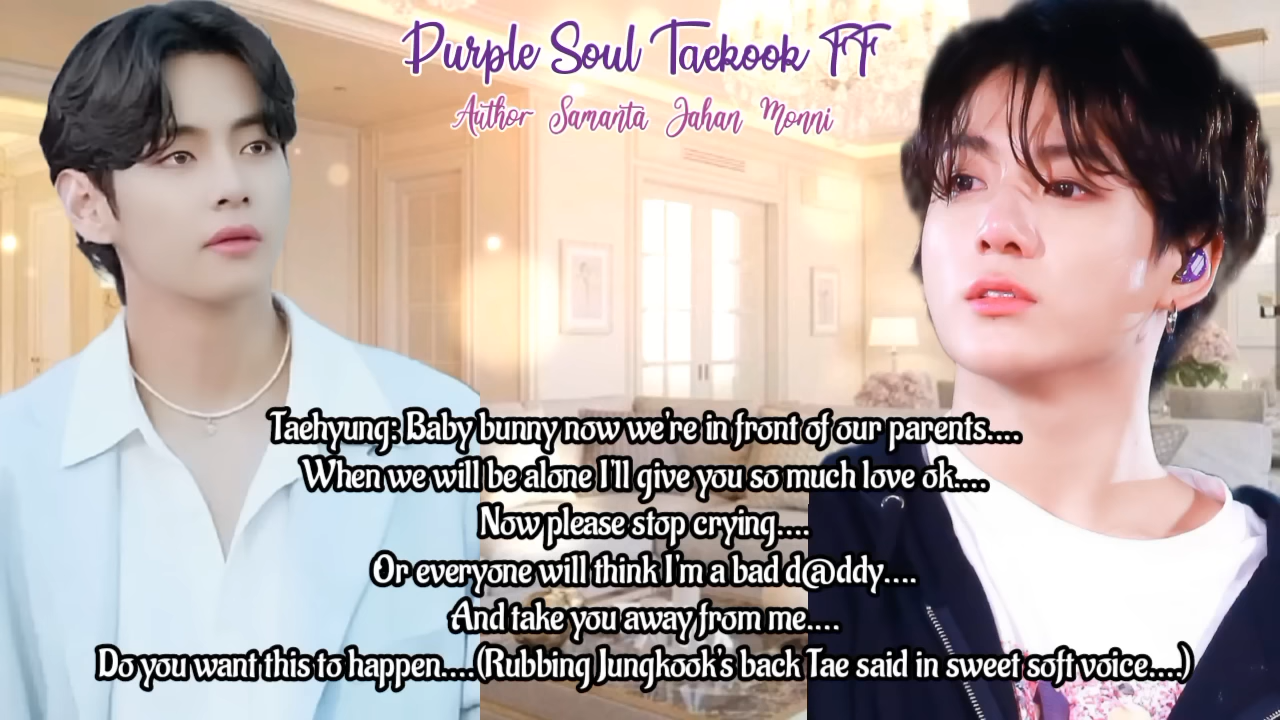 Purple Soul Taekook FF
Author Samanta Jahan Monni
Taehyung: Baby bunny now we're in front of our parents....
When we will be alone I'll give you so much love ok....
Now please stop crying....
Or everyone will think I'm a bad d@ddy....
And take you away from me....
Do you want this to happen....(Rubbing Jungkook's back Tae said in sweet soft voice....)